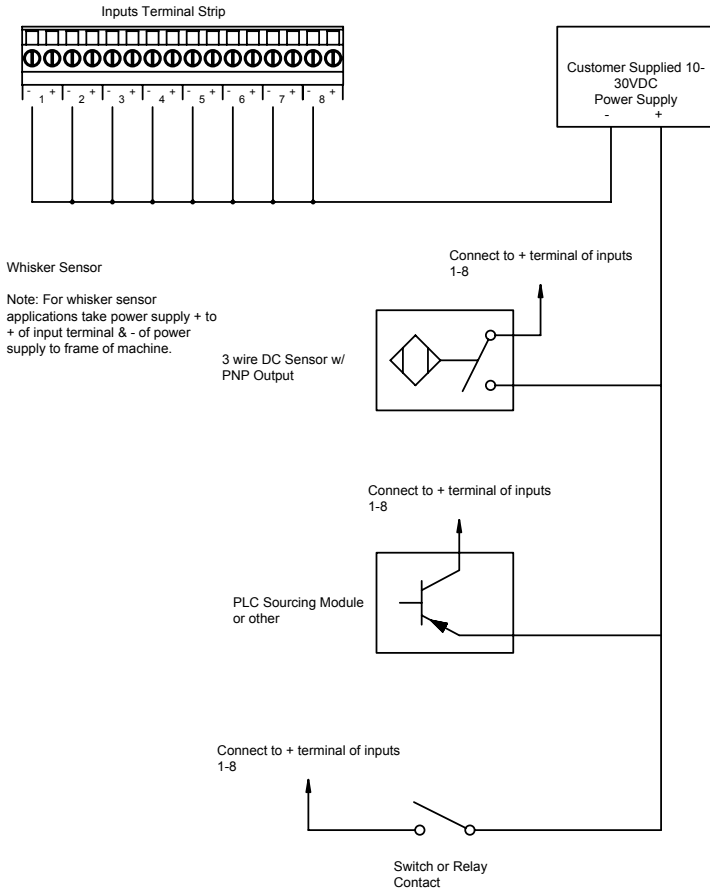 Inputs Terminal Strip
- 1 + - 2 + - 3 + - 4 + - 5 + - 6 + - 7 + - 8 +
Customer Supplied 10-
30VDC
Power Supply
- +
Whisker Sensor
Note: For whisker sensor
applications take power supply + to
+ of input terminal & - of power
supply to frame of machine.
Connect to + terminal of inputs
1-8
3 wire DC Sensor w/
PNP Output
Connect to + terminal of inputs
1-8
PLC Sourcing Module
or other
Connect to + terminal of inputs
1-8
Switch or Relay
Contact